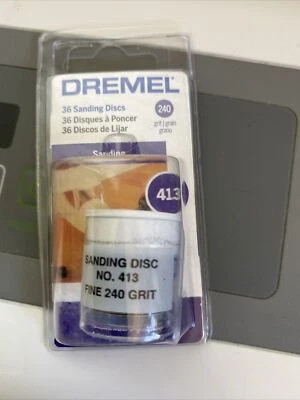 DREMEL
36 Sanding Discs
36 Disques à Poncer
36 Discos de Lijar
240
grit | grain
grano
Sanding
413
SANDING DISC
NO. 413
FINE 240 GRIT